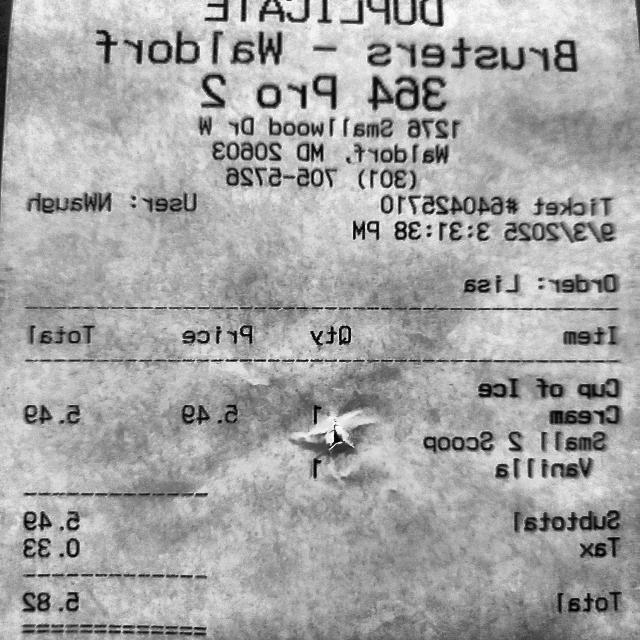 DUPLICATE
Brusters - Waldorf
364 Pro 2
1276 Smallwood Dr W
Waldorf, MD 20603
(301) 705-5726
Ticket #640425710 User: NWaugh
9/3/2025 3:31:38 PM
Order: Lisa
Item Qty Price Total
Cup of Ice
Cream 1 5.49 5.49
Small 2 Scoop
Vanilla 1
Subtotal 5.49
Tax 0.33
Total 5.82